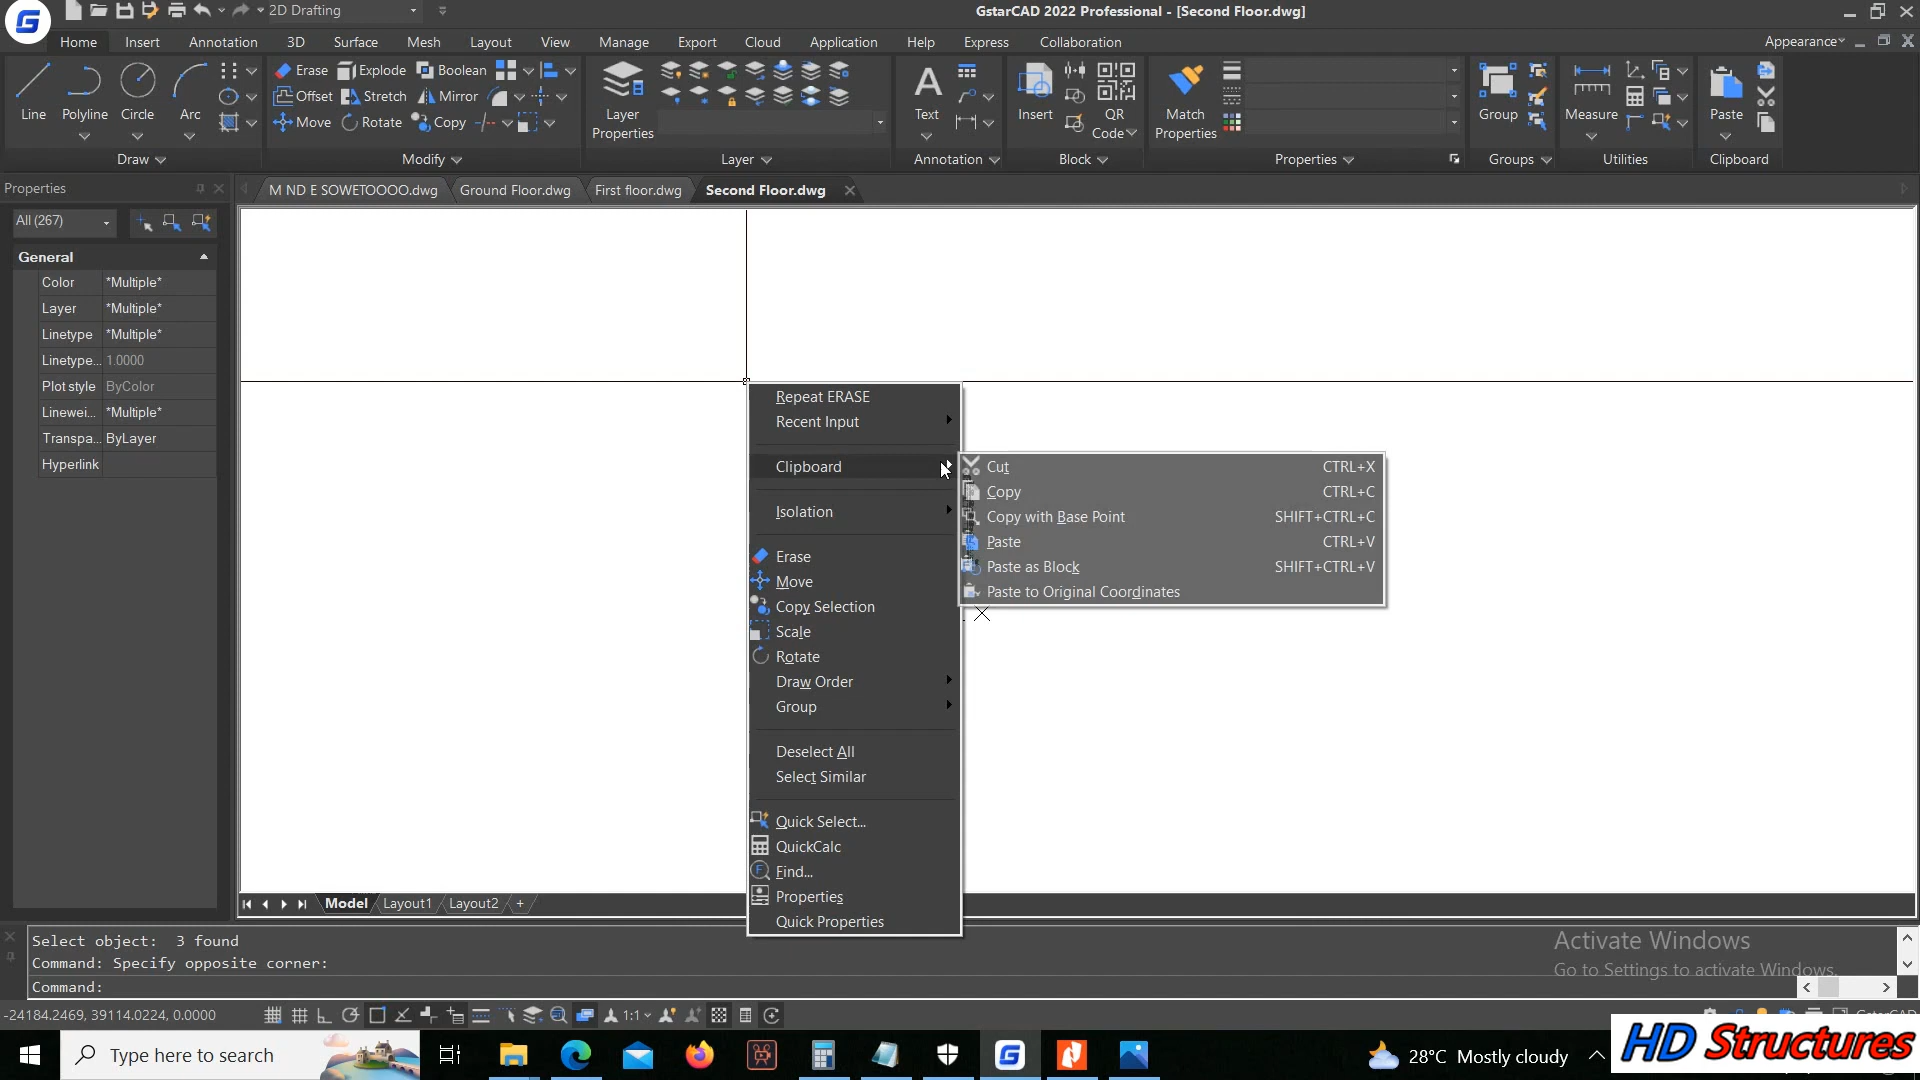 2D Drafting
GstarCAD 2022 Professional - [Second Floor.dwg]
Home Insert Annotation 3D Surface Mesh Layout View Manage Export Cloud Application Help Express Collaboration
Appearance
Line Polyline Circle Arc
Draw
Erase Explode Boolean
Offset Stretch Mirror
Move Rotate Copy
Modify
Layer Properties
Layer
Text
Annotation
Insert QR Code
Block
Match Properties
Properties
Group
Groups
Measure
Utilities
Paste
Clipboard
Properties
M ND E SOWETOOOO.dwg Ground Floor.dwg First floor.dwg Second Floor.dwg
All (267)
General
Color *Multiple*
Layer *Multiple*
Linetype *Multiple*
Linetype... 1.0000
Plot style ByColor
Linewei... *Multiple*
Transpa... ByLayer
Hyperlink
Repeat ERASE
Recent Input
Clipboard
Isolation
Erase
Move
Copy Selection
Scale
Rotate
Draw Order
Group
Deselect All
Select Similar
Quick Select...
QuickCalc
Find...
Properties
Quick Properties
Cut CTRL+X
Copy CTRL+C
Copy with Base Point SHIFT+CTRL+C
Paste CTRL+V
Paste as Block SHIFT+CTRL+V
Paste to Original Coordinates
Model Layout1 Layout2 +
Select object: 3 found
Command: Specify opposite corner:
Command:
Activate Windows
Go to Settings to activate Windows.
-24184.2469, 39114.0224, 0.0000
1:1
Type here to search
28°C Mostly cloudy
HD Structures